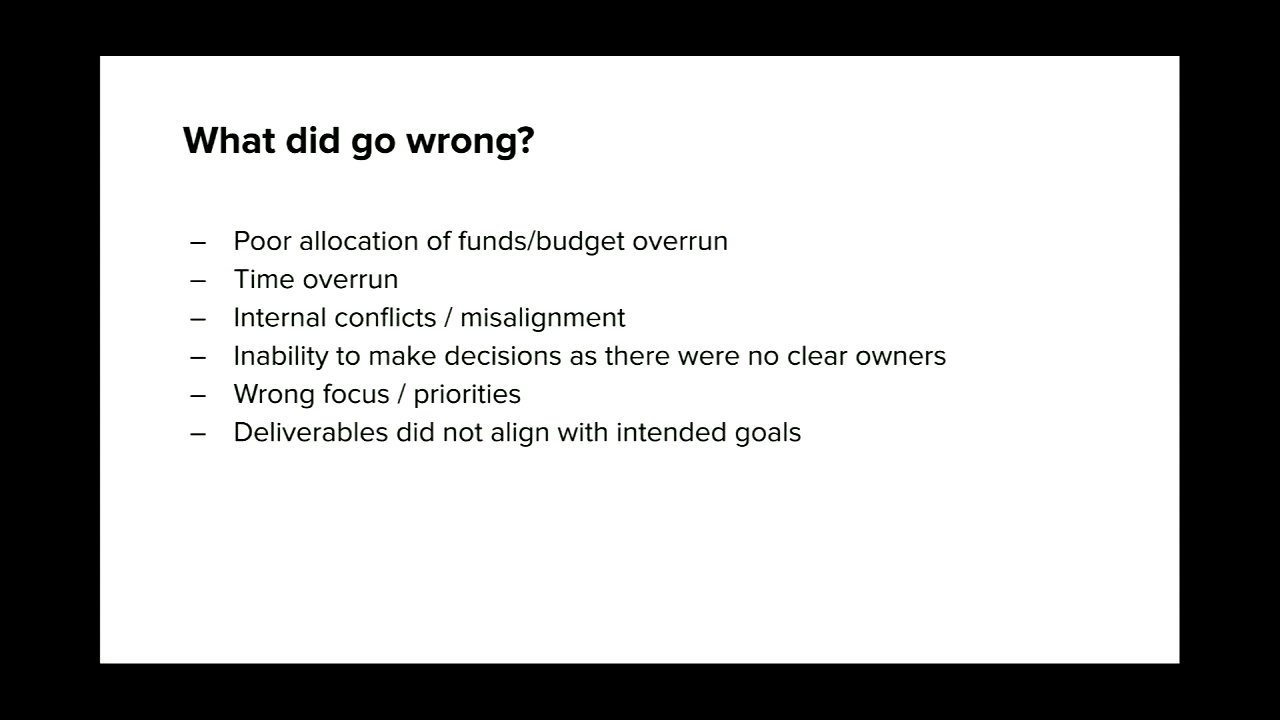 What did go wrong?
– Poor allocation of funds/budget overrun
– Time overrun
– Internal conflicts / misalignment
– Inability to make decisions as there were no clear owners
– Wrong focus / priorities
– Deliverables did not align with intended goals